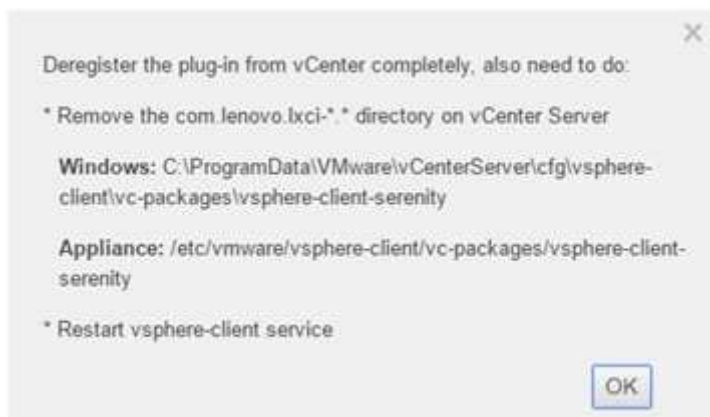 Deregister the plug-in from vCenter completely, also need to do:
* Remove the com.lenovo.lxci-*.* directory on vCenter Server
Windows: C:\ProgramData\VMware\vCenterServer\cfg\vsphere-
client\vc-packages\vsphere-client-serenity
Appliance: /etc/vmware/vsphere-client/vc-packages/vsphere-client-
serenity
* Restart vsphere-client service
OK